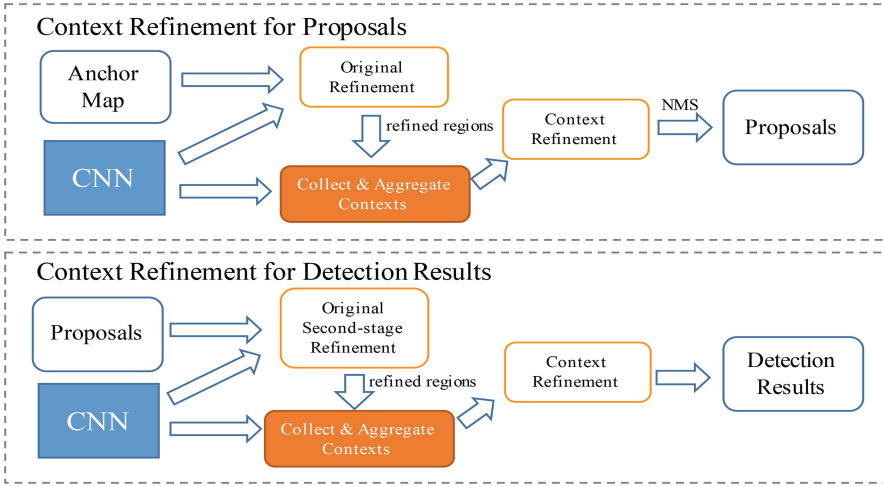 Context Refinement for Proposals
Anchor
Map
Original
Refinement
NMS
refined regions
Context
Refinement
Proposals
CNN
Collect & Aggregate
Contexts
Context Refinement for Detection Results
Proposals
Original
Second-stage
Refinement
refined regions
Context
Refinement
Detection
Results
CNN
Collect & Aggregate
Contexts